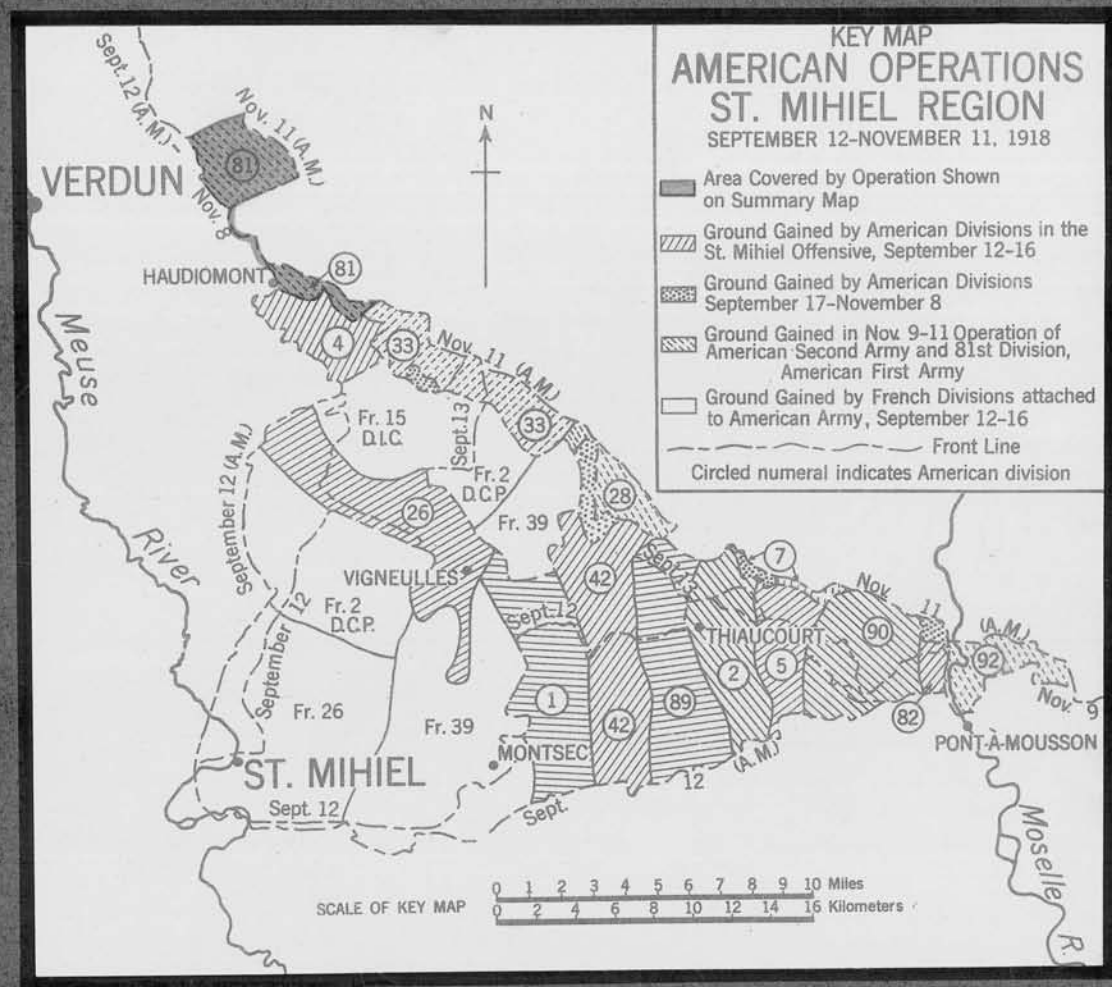 KEY MAP
AMERICAN OPERATIONS
ST. MIHIEL REGION
SEPTEMBER 12-NOVEMBER 11, 1918
Area Covered by Operation Shown
on Summary Map
Ground Gained by American Divisions in the
St. Mihiel Offensive, September 12-16
Ground Gained by American Divisions
September 17-November 8
Ground Gained in Nov. 9-11 Operation of
American Second Army and 81st Division,
American First Army
Ground Gained by French Divisions attached
to American Army, September 12-16
Front Line
Circled numeral indicates American division
Sept. 12 (A.M.)
Nov. 11 (A.M.)
81
N
VERDUN
Nov. 8
HAUDIOMONT
81
4
33
Nov. 11 (A.M.)
Meuse
River
Fr. 15
D.I.C.
Sept. 13
33
September 12 (A.M.)
Fr. 2
D.C.P.
26
Fr. 39
28
VIGNEULLES
42
Sept. 13
7
Nov. 11 (A.M.)
September 12
Fr. 2
D.C.P.
Sept. 12
THIAUCOURT
90
92
Nov. 9
2
5
1
42
89
82
Fr. 26
Fr. 39
PONT-À-MOUSSON
ST. MIHIEL
MONTSEC
Sept. 12
Sept. 12 (A.M.)
Moselle R.
SCALE OF KEY MAP
0 1 2 3 4 5 6 7 8 9 10 Miles
0 2 4 6 8 10 12 14 16 Kilometers